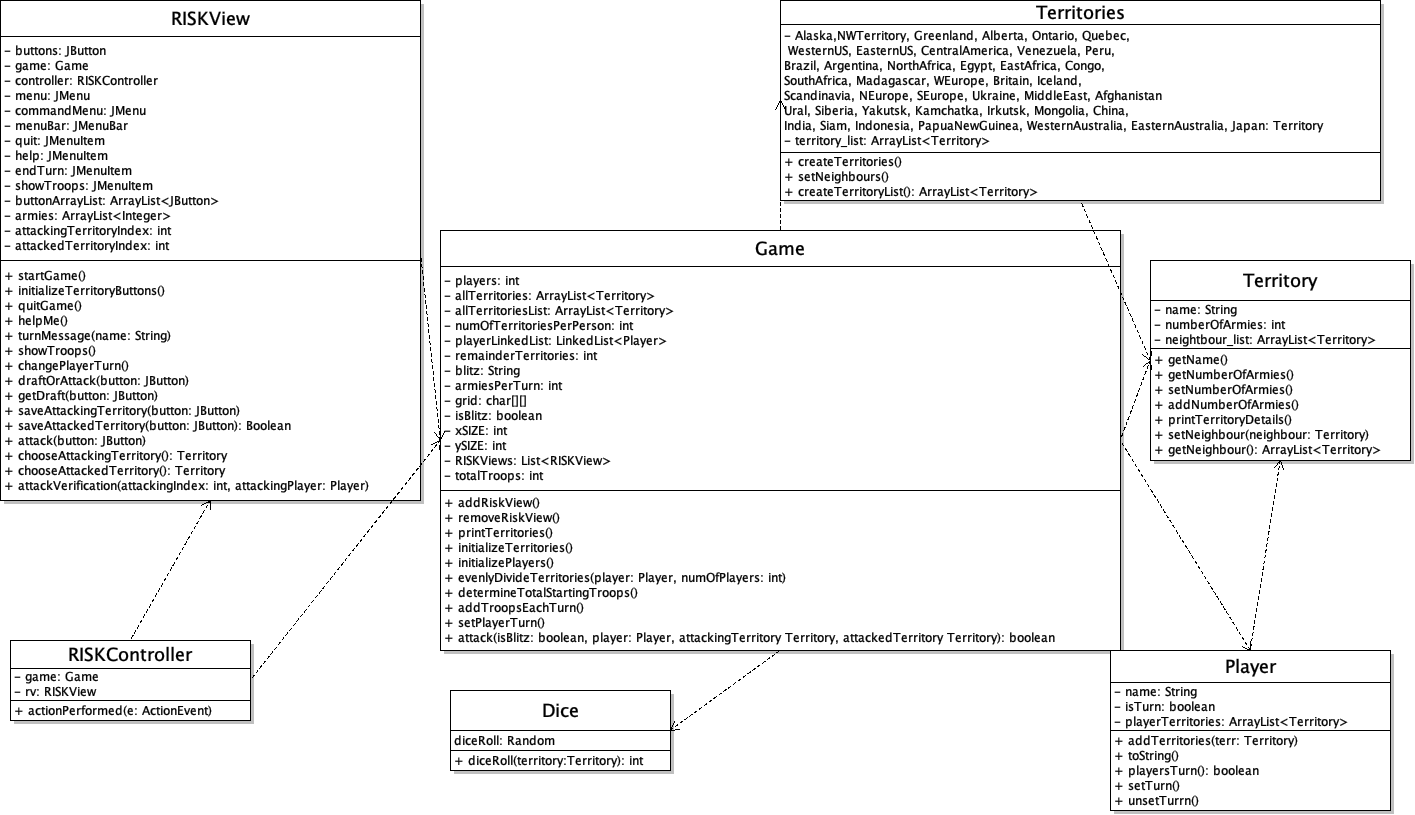 RISKView
- buttons: JButton
- game: Game
- controller: RISKController
- menu: JMenu
- commandMenu: JMenu
- menuBar: JMenuBar
- quit: JMenuItem
- help: JMenuItem
- endTurn: JMenuItem
- showTroops: JMenuItem
- buttonArrayList: ArrayList<JButton>
- armies: ArrayList<Integer>
- attackingTerritoryIndex: int
- attackedTerritoryIndex: int
+ startGame()
+ initializeTerritoryButtons()
+ quitGame()
+ helpMe()
+ turnMessage(name: String)
+ showTroops()
+ changePlayerTurn()
+ draftOrAttack(button: JButton)
+ getDraft(button: JButton)
+ saveAttackingTerritory(button: JButton)
+ saveAttackedTerritory(button: JButton): Boolean
+ attack(button: JButton)
+ chooseAttackingTerritory(): Territory
+ chooseAttackedTerritory(): Territory
+ attackVerification(attackingIndex: int, attackingPlayer: Player)
Territories
- Alaska,NWTerritory, Greenland, Alberta, Ontario, Quebec,
WesternUS, EasternUS, CentralAmerica, Venezuela, Peru,
Brazil, Argentina, NorthAfrica, Egypt, EastAfrica, Congo,
SouthAfrica, Madagascar, WEurope, Britain, Iceland,
Scandinavia, NEurope, SEurope, Ukraine, MiddleEast, Afghanistan
Ural, Siberia, Yakutsk, Kamchatka, Irkutsk, Mongolia, China,
India, Siam, Indonesia, PapuaNewGuinea, WesternAustralia, EasternAustralia, Japan: Territory
- territory_list: ArrayList<Territory>
+ createTerritories()
+ setNeighbours()
+ createTerritoryList(): ArrayList<Territory>
Game
- players: int
- allTerritories: ArrayList<Territory>
- allTerritoriesList: ArrayList<Territory>
- numOfTerritoriesPerPerson: int
- playerLinkedList: LinkedList<Player>
- remainderTerritories: int
- blitz: String
- armiesPerTurn: int
- grid: char[][]
- isBlitz: boolean
- xSIZE: int
- ySIZE: int
- RISKViews: List<RISKView>
- totalTroops: int
+ addRiskView()
+ removeRiskView()
+ printTerritories()
+ initializeTerritories()
+ initializePlayers()
+ evenlyDivideTerritories(player: Player, numOfPlayers: int)
+ determineTotalStartingTroops()
+ addTroopsEachTurn()
+ setPlayerTurn()
+ attack(isBlitz: boolean, player: Player, attackingTerritory Territory, attackedTerritory Territory): boolean
Territory
- name: String
- numberOfArmies: int
- neightbour_list: ArrayList<Territory>
+ getName()
+ getNumberOfArmies()
+ setNumberOfArmies()
+ addNumberOfArmies()
+ printTerritoryDetails()
+ setNeighbour(neighbour: Territory)
+ getNeighbour(): ArrayList<Territory>
RISKController
- game: Game
- rv: RISKView
+ actionPerformed(e: ActionEvent)
Dice
diceRoll: Random
+ diceRoll(territory:Territory): int
Player
- name: String
- isTurn: boolean
- playerTerritories: ArrayList<Territory>
+ addTerritories(terr: Territory)
+ toString()
+ playersTurn(): boolean
+ setTurn()
+ unsetTurrn()